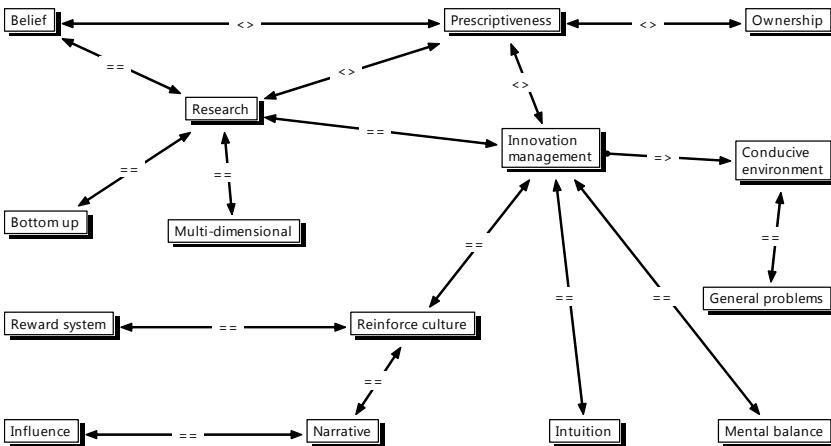 Belief
<>
Prescriptiveness
<>
Ownership
==
<>
<>
Research
==
Innovation
management
=>
Conducive
environment
==
==
Bottom up
Multi-dimensional
==
==
General problems
==
==
Reward system
==
Reinforce culture
==
Influence
==
Narrative
Intuition
Mental balance